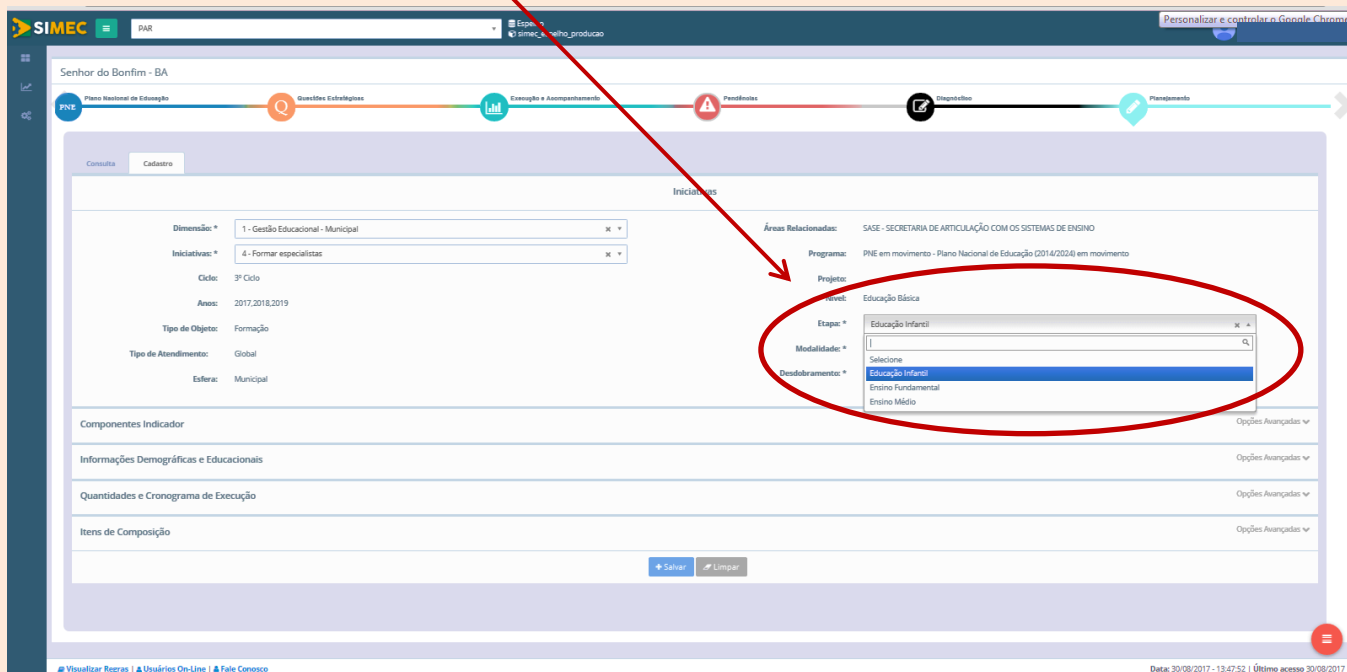 SIMEC
PAR
Espelho
simec_espelho_producao
Personalizar e controlar o Google Chrome
Senhor do Bonfim - BA
PNE
Plano Nacional de Educação
Q
Questões Estratégicas
Execução e Acompanhamento
Pendências
Diagnóstico
Planejamento
Consulta
Cadastro
Iniciativas
Dimensão: *
1 - Gestão Educacional - Municipal
Iniciativas: *
4 - Formar especialistas
Ciclo:
3º Ciclo
Anos:
2017,2018,2019
Tipo de Objeto:
Formação
Tipo de Atendimento:
Global
Esfera:
Municipal
Áreas Relacionadas:
SASE - SECRETARIA DE ARTICULAÇÃO COM OS SISTEMAS DE ENSINO
Programa:
PNE em movimento - Plano Nacional de Educação (2014/2024) em movimento
Projeto:
Nível:
Educação Básica
Etapa: *
Educação Infantil
Selecione
Educação Infantil
Ensino Fundamental
Ensino Médio
Modalidade: *
Desdobramento: *
Componentes Indicador
Opções Avançadas
Informações Demográficas e Educacionais
Opções Avançadas
Quantidades e Cronograma de Execução
Opções Avançadas
Itens de Composição
Opções Avançadas
+ Salvar
Limpar
Visualizar Regras | Usuários On-Line | Fale Conosco
Data: 30/08/2017 - 13:47:52 | Último acesso 30/08/2017